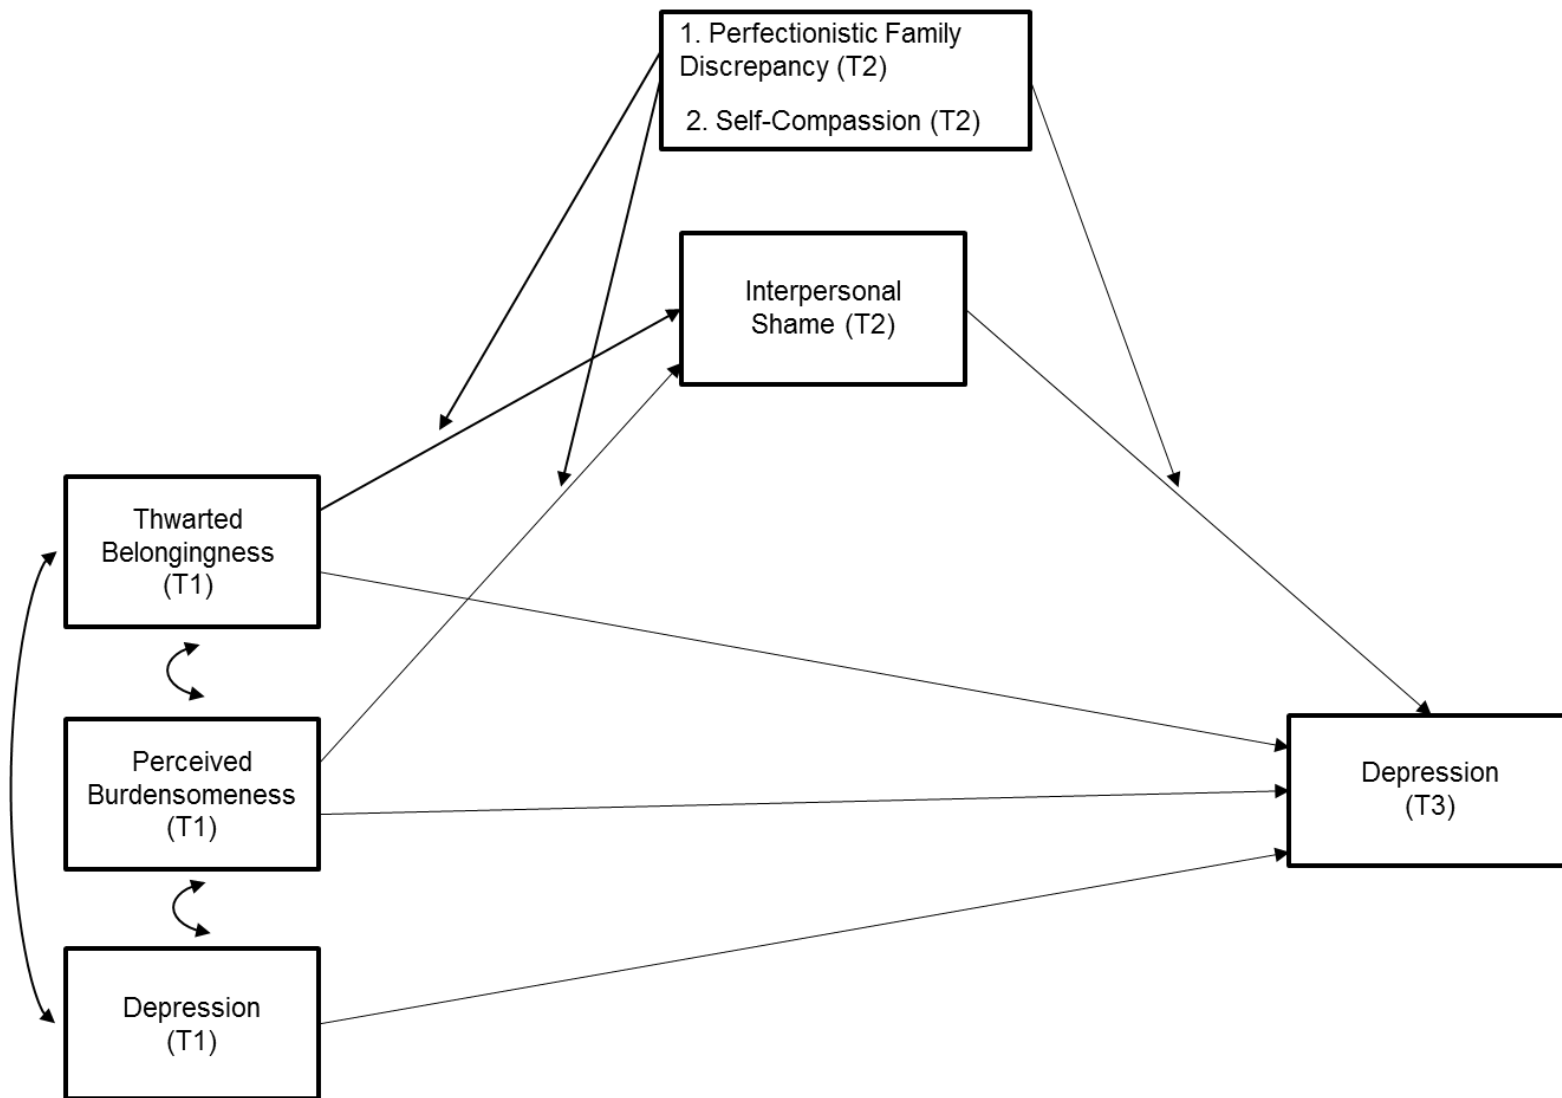 1. Perfectionistic Family
Discrepancy (T2)
2. Self-Compassion (T2)
Interpersonal
Shame (T2)
Thwarted
Belongingness
(T1)
Perceived
Burdensomeness
(T1)
Depression
(T3)
Depression
(T1)